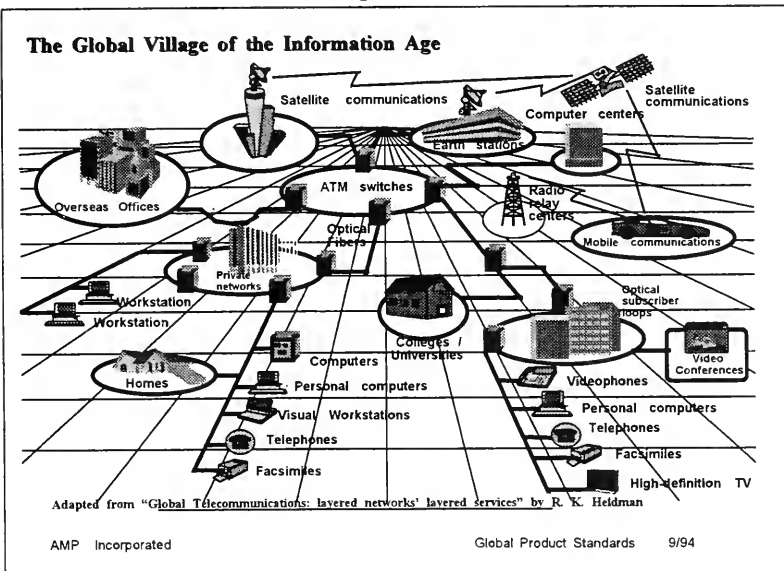 The Global Village of the Information Age
Satellite communications
Satellite
communications
Computer centers
Earth stations
ATM switches
Overseas Offices
Radio
relay
centers
Optical
Fibers
Mobile communications
Private
networks
Workstation
Workstation
Optical
subscriber
loops
Colleges /
Universities
Video
Conferences
Homes
Computers
Personal computers
Visual Workstations
Telephones
Facsimiles
Videophones
Personal computers
Telephones
Facsimiles
High-definition TV
Adapted from "Global Telecommunications: layered networks' layered services" by R. K. Heldman
AMP Incorporated
Global Product Standards 9/94